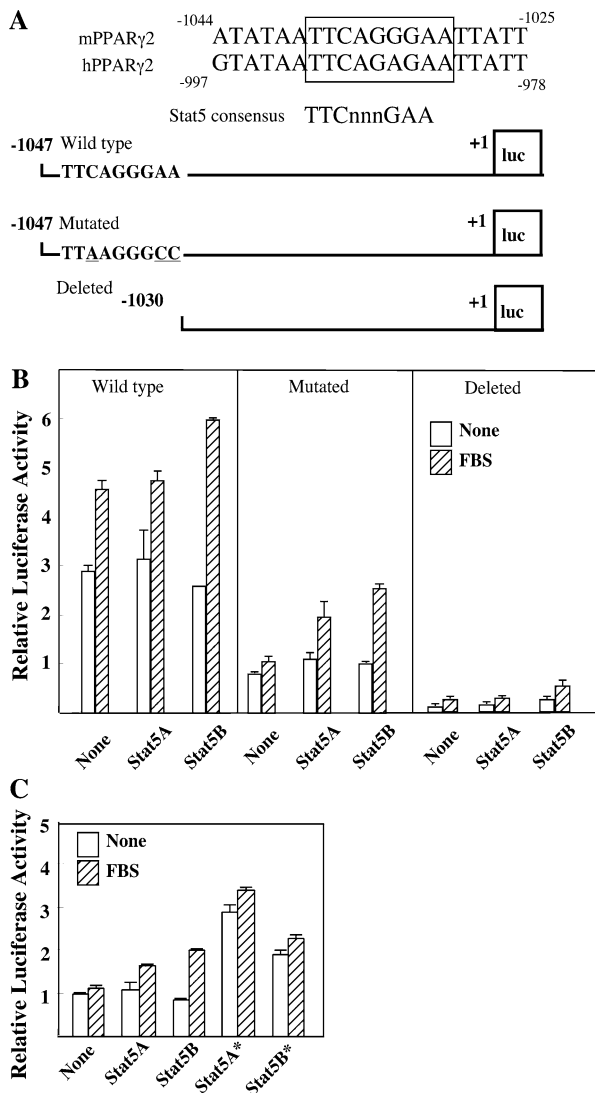 A
-1044 -1025
mPPARγ2 ATATAATTCAGGGAATTATT
hPPARγ2 GTATAATTCAGAGAATTATT
-997 -978
Stat5 consensus TTCnnnGAA
-1047 Wild type +1 luc
TTCAGGGAA
-1047 Mutated +1 luc
TTAAGGGCC
Deleted -1030 +1 luc
B
Wild type Mutated Deleted
Relative Luciferase Activity
6
5
4
3
2
1
None
FBS
None Stat5A Stat5B None Stat5A Stat5B None Stat5A Stat5B
C
Relative Luciferase Activity
5
4
3
2
1
None
FBS
None Stat5A Stat5B Stat5A* Stat5B*